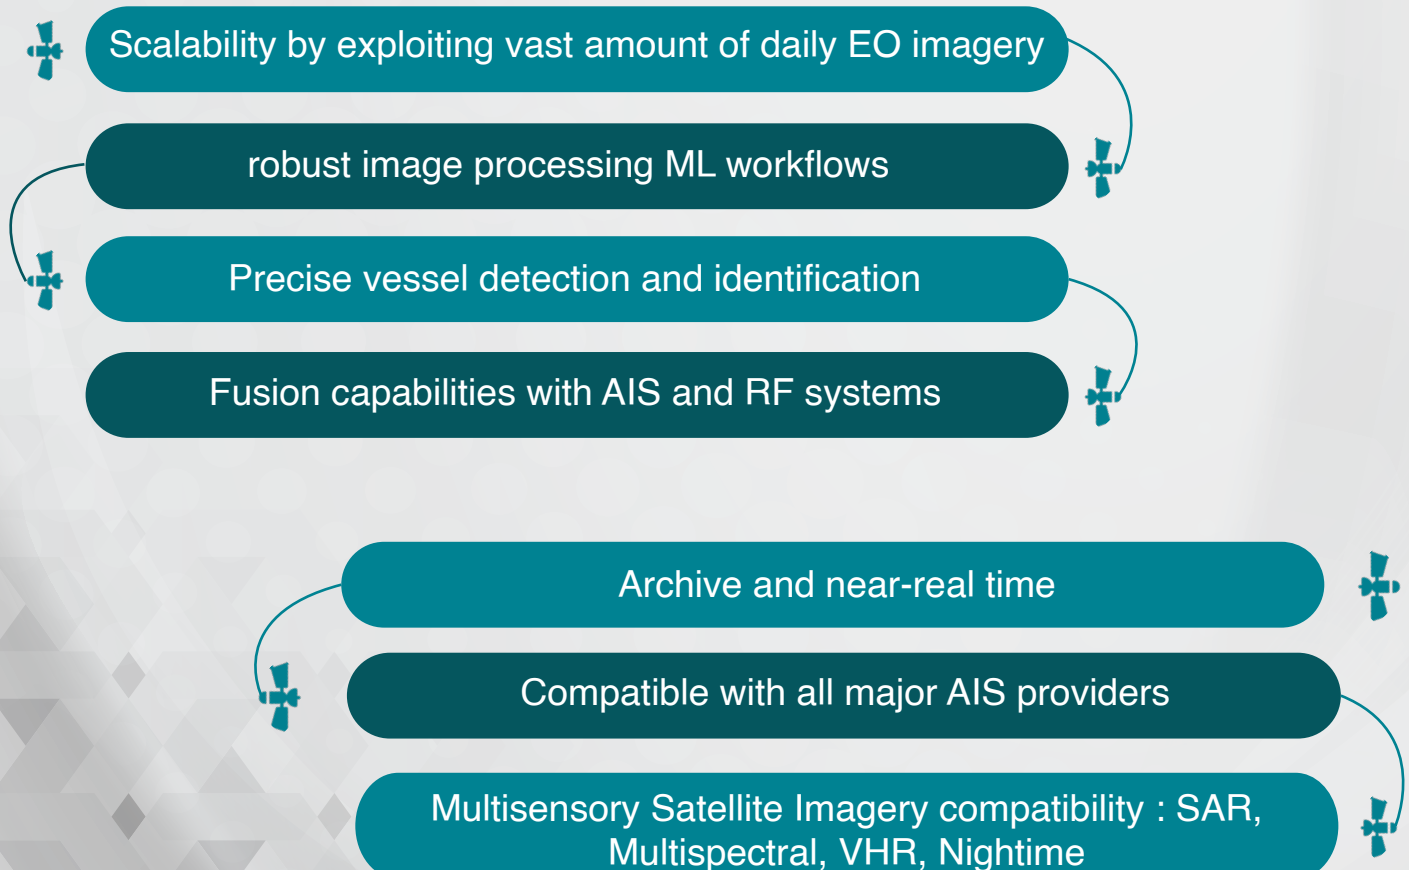 Scalability by exploiting vast amount of daily EO imagery
robust image processing ML workflows
Precise vessel detection and identification
Fusion capabilities with AIS and RF systems
Archive and near-real time
Compatible with all major AIS providers
Multisensory Satellite Imagery compatibility : SAR,
Multispectral, VHR, Nightime